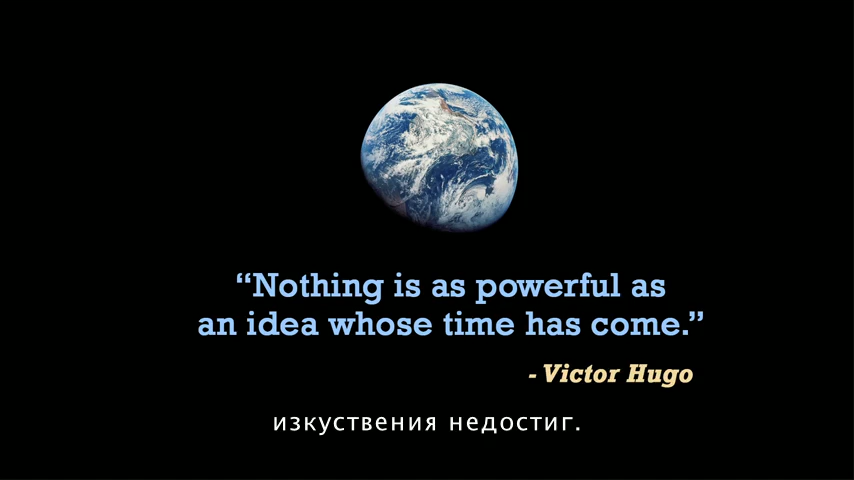 “Nothing is as powerful as
an idea whose time has come.”
- Victor Hugo
изкуствения недостиг.